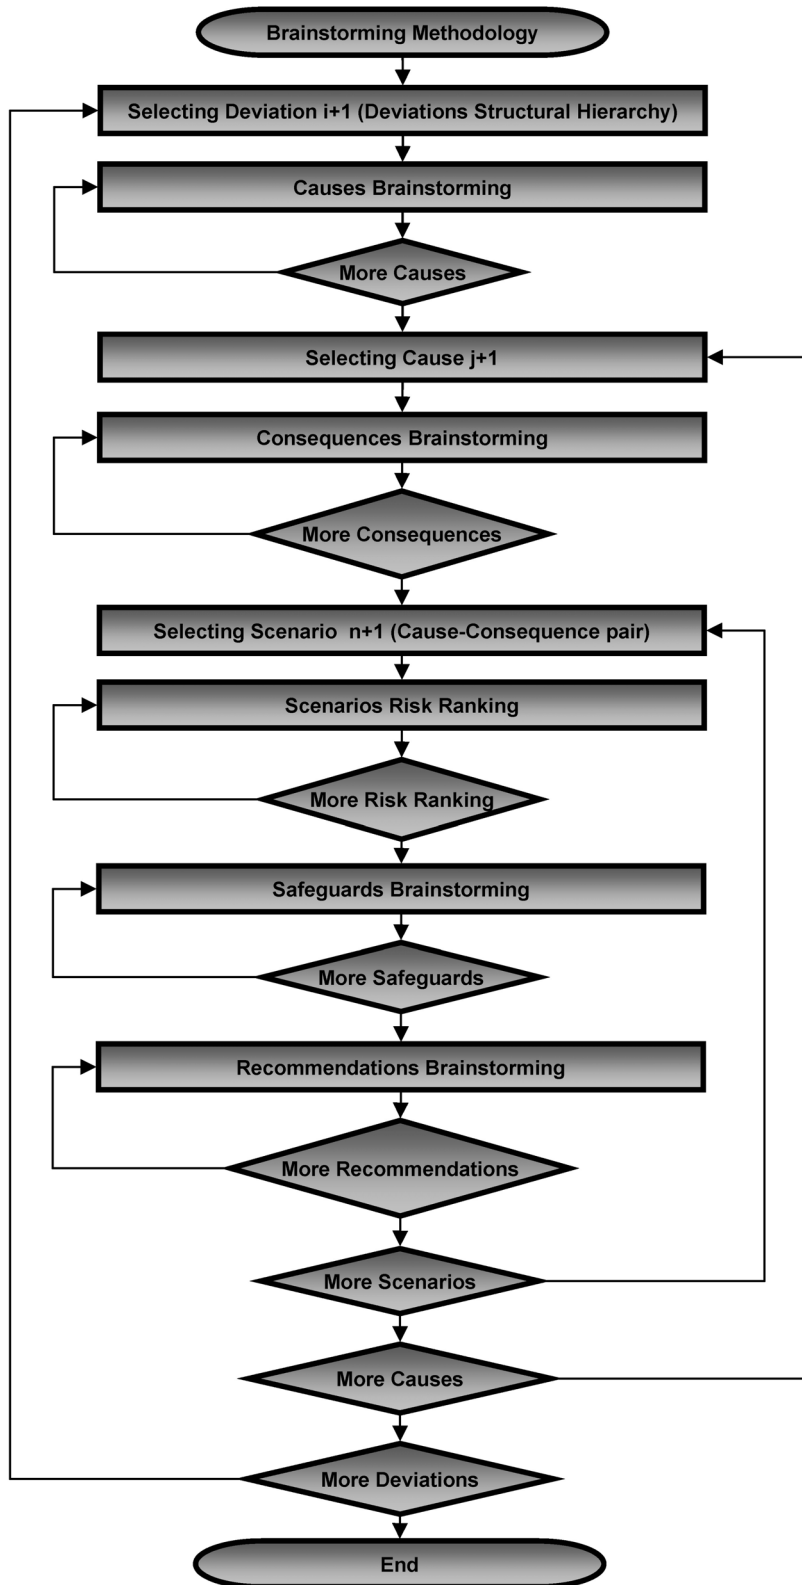 Brainstorming Methodology
Selecting Deviation i+1 (Deviations Structural Hierarchy)
Causes Brainstorming
More Causes
Selecting Cause j+1
Consequences Brainstorming
More Consequences
Selecting Scenario  n+1 (Cause-Consequence pair)
Scenarios Risk Ranking
More Risk Ranking
Safeguards Brainstorming
More Safeguards
Recommendations Brainstorming
More Recommendations
More Scenarios
More Causes
More Deviations
End